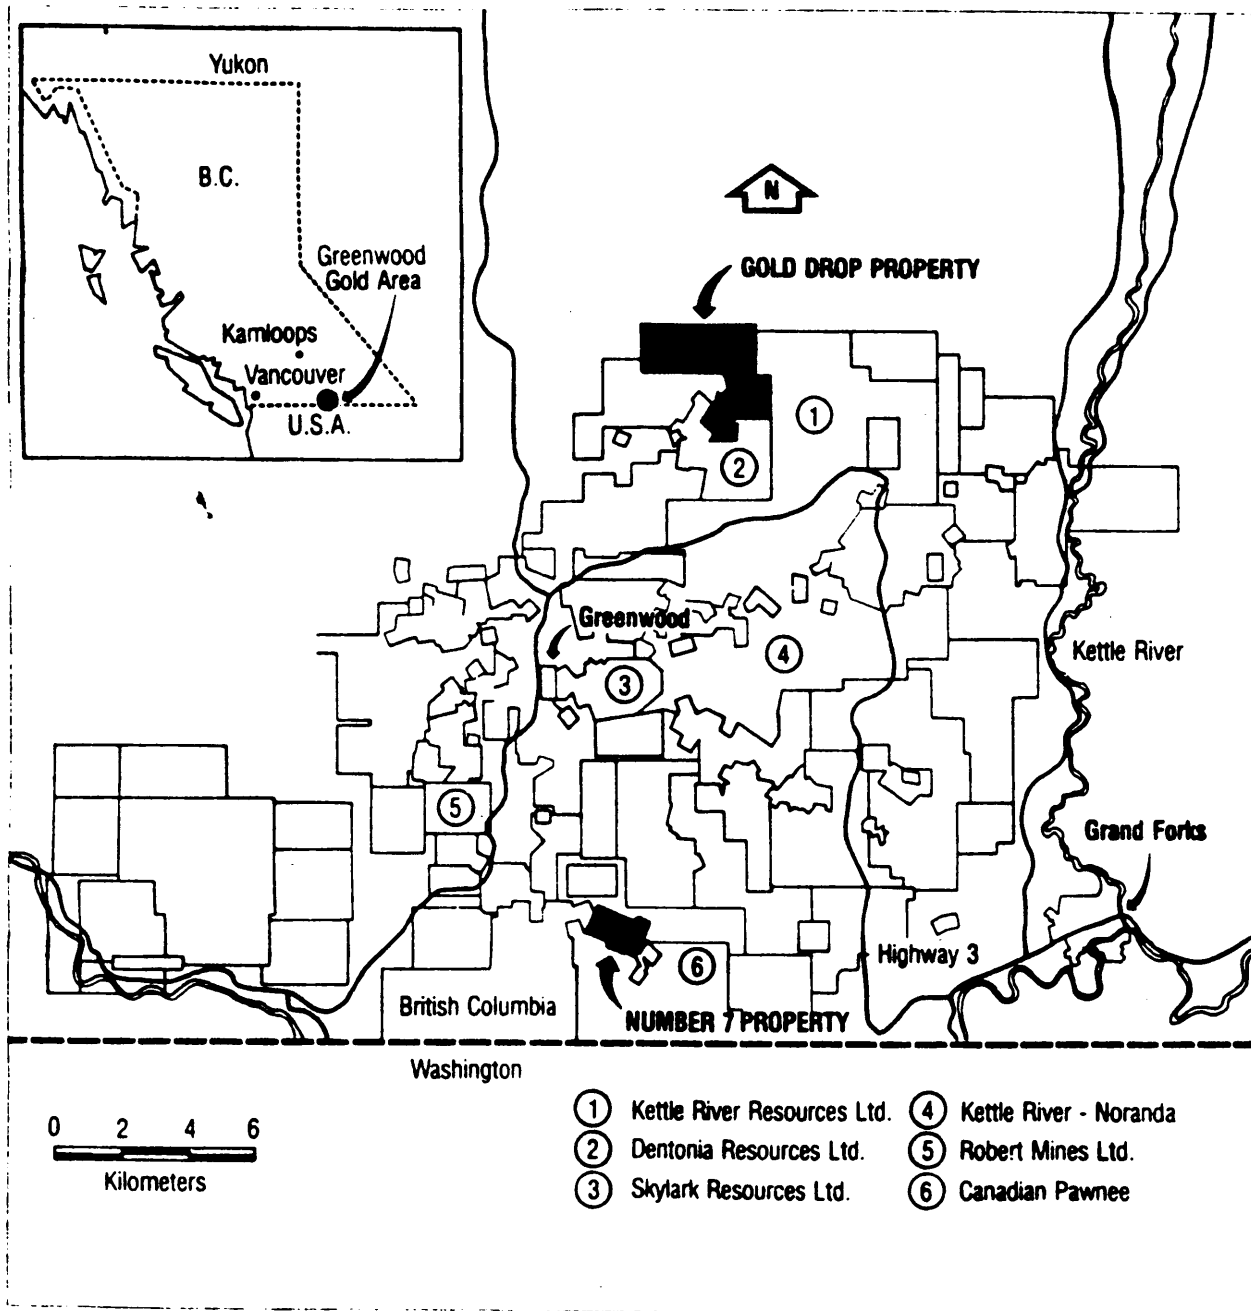 Yukon
B.C.
Greenwood
Gold Area
Kamloops
Vancouver
U.S.A.
N
GOLD DROP PROPERTY
1
2
Greenwood
3
4
Kettle River
5
Grand Forks
6
Highway 3
British Columbia
NUMBER 7 PROPERTY
Washington
0 2 4 6
Kilometers
1 Kettle River Resources Ltd.
2 Dentonia Resources Ltd.
3 Skylark Resources Ltd.
4 Kettle River - Noranda
5 Robert Mines Ltd.
6 Canadian Pawnee